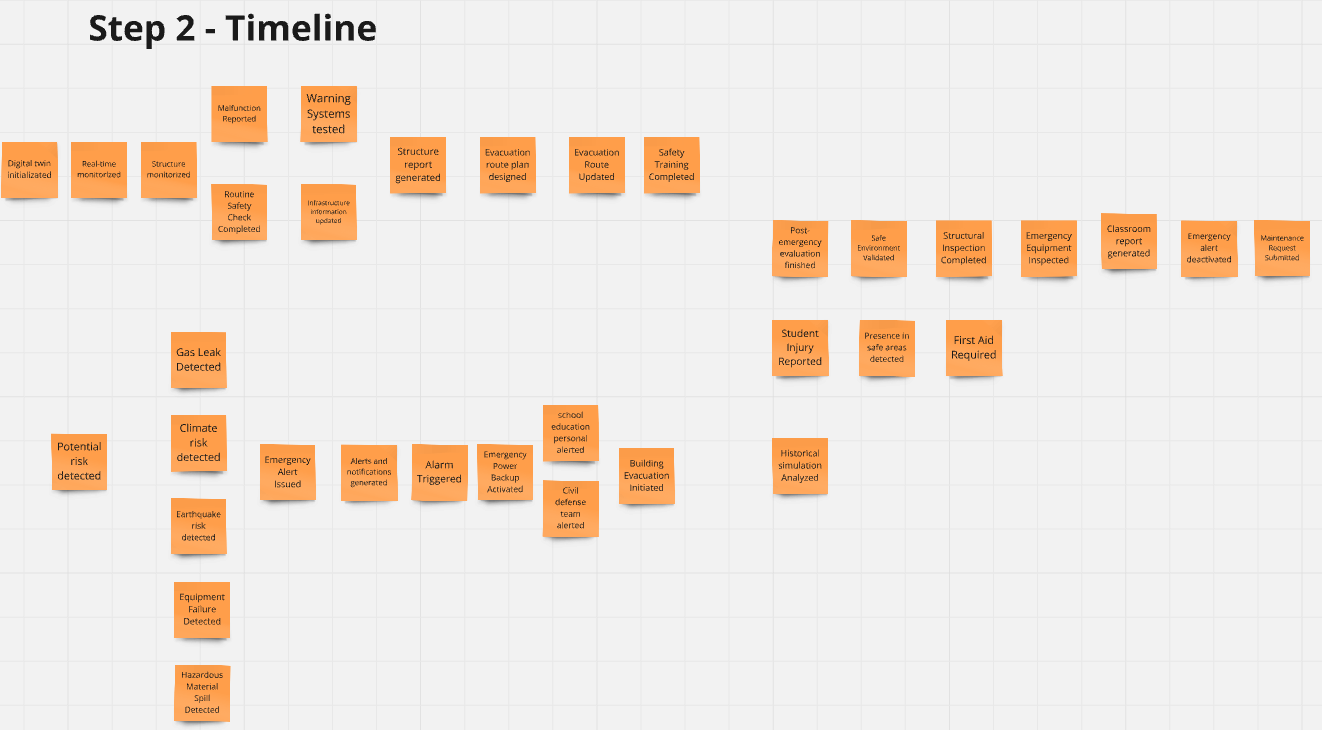 Step 2 - Timeline
Malfunction
Reported
Warning
Systems
tested
Digital twin
initializated
Real-time
monitorized
Structure
monitorized
Routine
Safety
Check
Completed
Infrastructure
information
updated
Structure
report
generated
Evacuation
route plan
designed
Evacuation
Route
Updated
Safety
Training
Completed
Post-
emergency
evaluation
finished
Safe
Environment
Validated
Structural
Inspection
Completed
Emergency
Equipment
Inspected
Classroom
report
generated
Emergency
alert
deactivated
Maintenance
Request
Submitted
Student
Injury
Reported
Presence in
safe areas
detected
First Aid
Required
Gas Leak
Detected
Climate
risk
detected
Potential
risk
detected
Earthquake
risk
detected
Equipment
Failure
Detected
Hazardous
Material
Spill
Detected
Emergency
Alert
Issued
Alerts and
notifications
generated
Alarm
Triggered
Emergency
Power
Backup
Activated
school
education
personal
alerted
Civil
defense
team
alerted
Building
Evacuation
Initiated
Historical
simulation
Analyzed